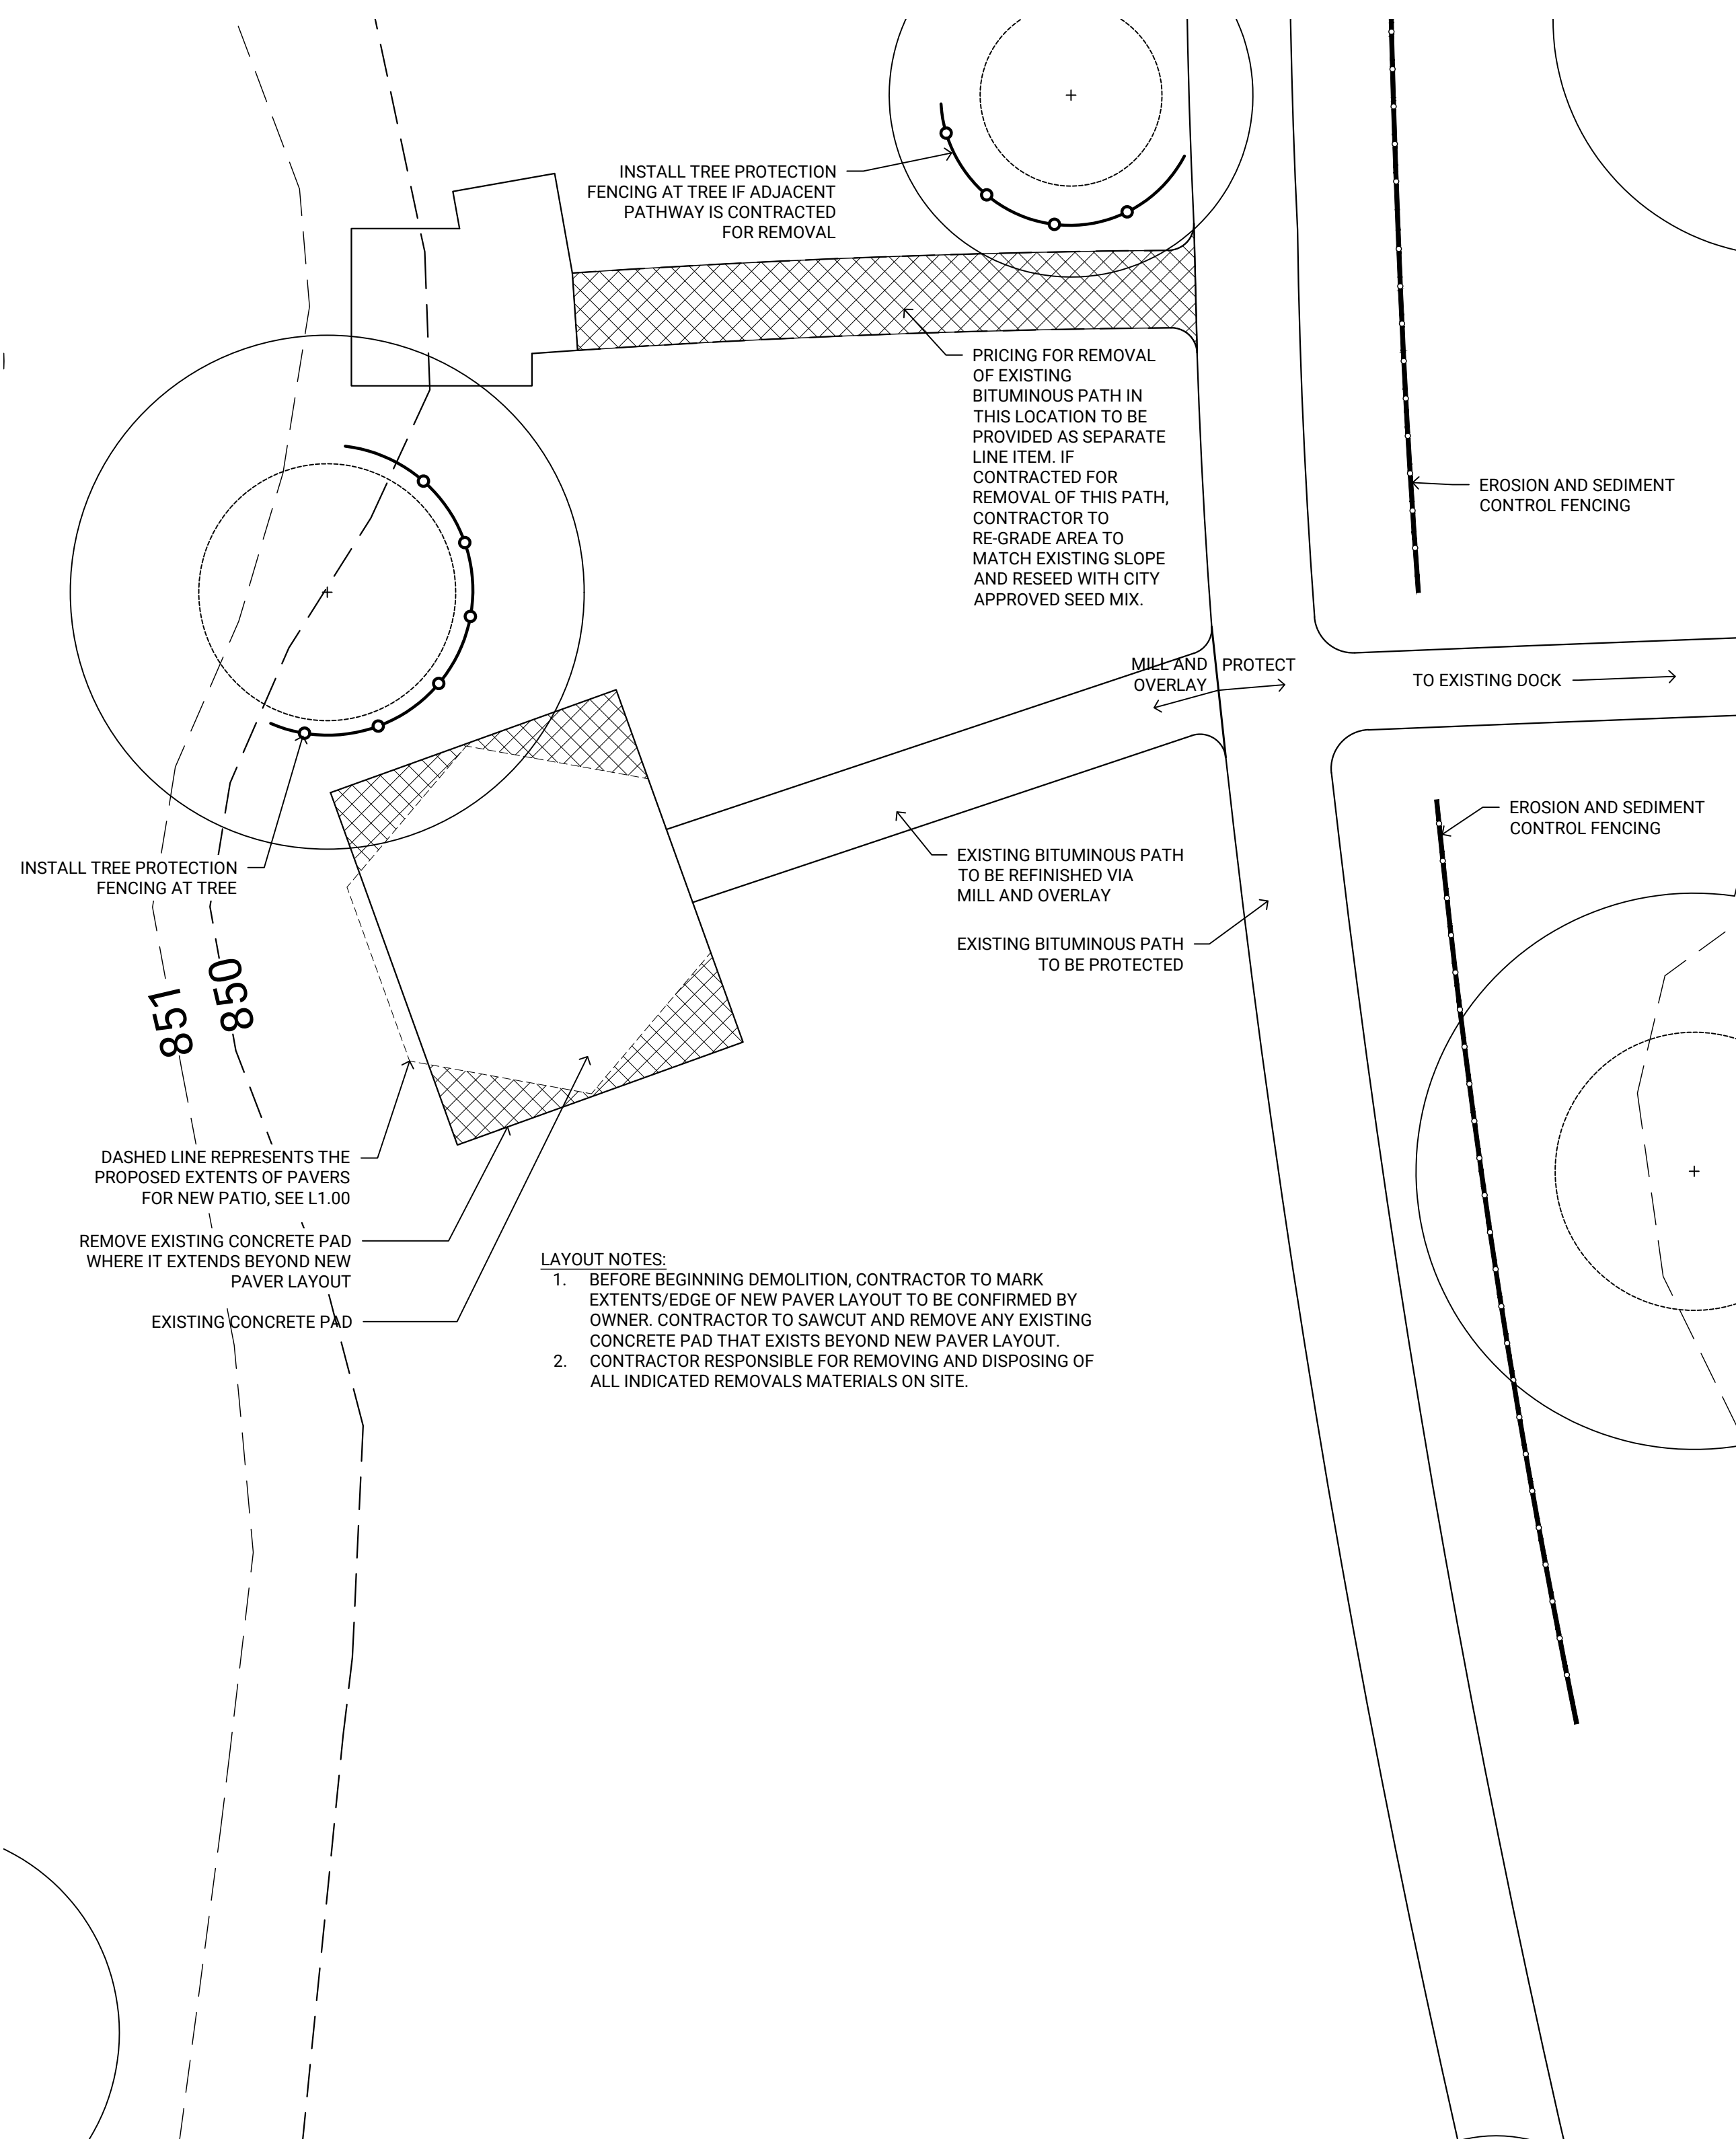 INSTALL TREE PROTECTION
FENCING AT TREE IF ADJACENT
PATHWAY IS CONTRACTED
FOR REMOVAL
PRICING FOR REMOVAL
OF EXISTING
BITUMINOUS PATH IN
THIS LOCATION TO BE
PROVIDED AS SEPARATE
LINE ITEM. IF
CONTRACTED FOR
REMOVAL OF THIS PATH,
CONTRACTOR TO
RE-GRADE AREA TO
MATCH EXISTING SLOPE
AND RESEED WITH CITY
APPROVED SEED MIX.
EROSION AND SEDIMENT
CONTROL FENCING
MILL AND
OVERLAY
PROTECT
TO EXISTING DOCK
EROSION AND SEDIMENT
CONTROL FENCING
INSTALL TREE PROTECTION
FENCING AT TREE
EXISTING BITUMINOUS PATH
TO BE REFINISHED VIA
MILL AND OVERLAY
EXISTING BITUMINOUS PATH
TO BE PROTECTED
851
850
DASHED LINE REPRESENTS THE
PROPOSED EXTENTS OF PAVERS
FOR NEW PATIO, SEE L1.00
REMOVE EXISTING CONCRETE PAD
WHERE IT EXTENDS BEYOND NEW
PAVER LAYOUT
EXISTING CONCRETE PAD
LAYOUT NOTES:
1. BEFORE BEGINNING DEMOLITION, CONTRACTOR TO MARK
EXTENTS/EDGE OF NEW PAVER LAYOUT TO BE CONFIRMED BY
OWNER. CONTRACTOR TO SAWCUT AND REMOVE ANY EXISTING
CONCRETE PAD THAT EXISTS BEYOND NEW PAVER LAYOUT.
2. CONTRACTOR RESPONSIBLE FOR REMOVING AND DISPOSING OF
ALL INDICATED REMOVALS MATERIALS ON SITE.